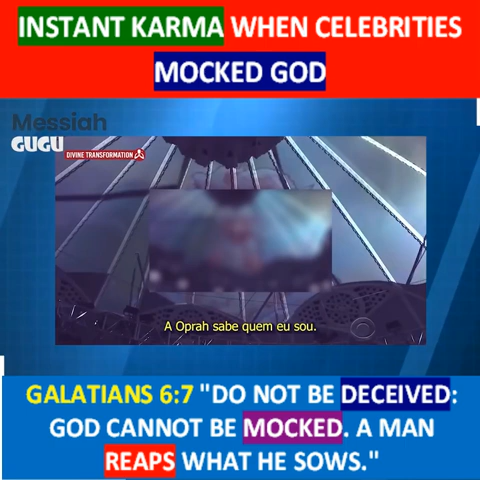 INSTANT KARMA WHEN CELEBRITIES
MOCKED GOD
Messiah
GUGU
DIVINE TRANSFORMATION
A Oprah sabe quem eu sou.
GALATIANS 6:7 "DO NOT BE DECEIVED:
GOD CANNOT BE MOCKED. A MAN
REAPS WHAT HE SOWS."